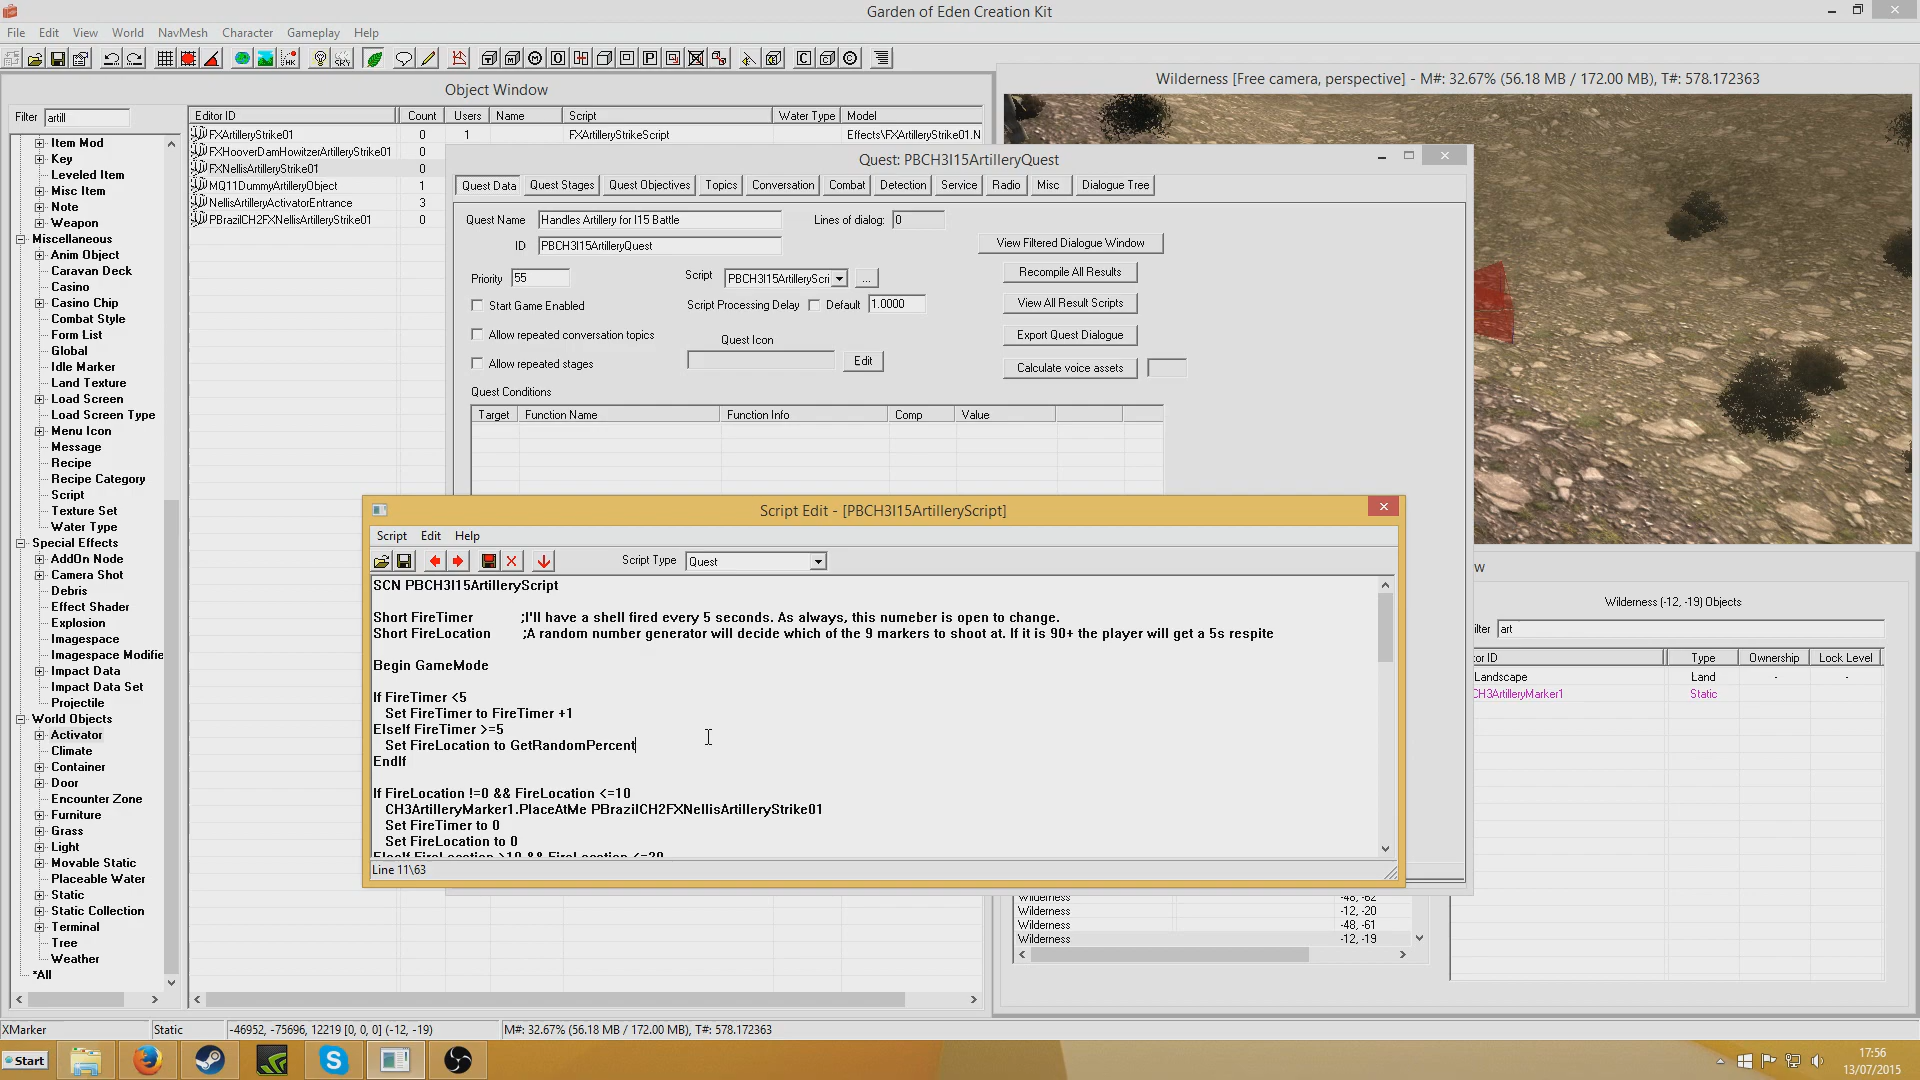 Garden of Eden Creation Kit
File Edit View World NavMesh Character Gameplay Help
Object Window
Filter artill
Item Mod
Key
Leveled Item
Misc Item
Note
Weapon
Miscellaneous
Anim Object
Caravan Deck
Casino
Casino Chip
Combat Style
Form List
Global
Idle Marker
Land Texture
Load Screen
Load Screen Type
Menu Icon
Message
Recipe
Recipe Category
Script
Texture Set
Water Type
Special Effects
AddOn Node
Camera Shot
Debris
Effect Shader
Explosion
Imagespace
Imagespace Modifie
Impact Data
Impact Data Set
Projectile
World Objects
Activator
Climate
Container
Door
Encounter Zone
Furniture
Grass
Light
Movable Static
Placeable Water
Static
Static Collection
Terminal
Tree
Weather
*All
Editor ID Count Users Name Script Water Type Model
FXArtilleryStrike01 0 1 FXArtilleryStrikeScript Effects\FXArtilleryStrike01.N
FXHooverDamHowitzerArtilleryStrike01 0
FXNellisArtilleryStrike01 0
MQ11DummyArtilleryObject 1
NellisArtilleryActivatorEntrance 3
PBrazilCH2FXNellisArtilleryStrike01 0
Wilderness [Free camera, perspective] - M#: 32.67% (56.18 MB / 172.00 MB), T#: 578.172363
Quest: PBCH3I15ArtilleryQuest
Quest Data Quest Stages Quest Objectives Topics Conversation Combat Detection Service Radio Misc Dialogue Tree
Quest Name Handles Artillery for I15 Battle Lines of dialog: 0
ID PBCH3I15ArtilleryQuest
View Filtered Dialogue Window
Priority 55 Script PBCH3I15ArtilleryScri ...
Recompile All Results
Start Game Enabled Script Processing Delay Default 1.0000
View All Result Scripts
Allow repeated conversation topics Quest Icon
Export Quest Dialogue
Allow repeated stages Edit
Calculate voice assets
Quest Conditions
Target Function Name Function Info Comp Value
Script Edit - [PBCH3I15ArtilleryScript]
Script Edit Help
Script Type Quest
SCN PBCH3I15ArtilleryScript
Short FireTimer ;I'll have a shell fired every 5 seconds. As always, this numeber is open to change.
Short FireLocation ;A random number generator will decide which of the 9 markers to shoot at. If it is 90+ the player will get a 5s respite
Begin GameMode
If FireTimer <5
Set FireTimer to FireTimer +1
ElseIf FireTimer >=5
Set FireLocation to GetRandomPercent
EndIf
If FireLocation !=0 && FireLocation <=10
CH3ArtilleryMarker1.PlaceAtMe PBrazilCH2FXNellisArtilleryStrike01
Set FireTimer to 0
Set FireLocation to 0
ElseIf FireLocation >10 && FireLocation <=20
Line 11\63
w
Wilderness (-12, -19) Objects
ilter art
or ID Type Ownership Lock Level
Landscape Land - -
CH3ArtilleryMarker1 Static
Wilderness -48, -62
Wilderness -12, -20
Wilderness -48, -61
Wilderness -12, -19
XMarker Static -46952, -75696, 12219 [0, 0, 0] (-12, -19) M#: 32.67% (56.18 MB / 172.00 MB), T#: 578.172363
Start
17:56
13/07/2015